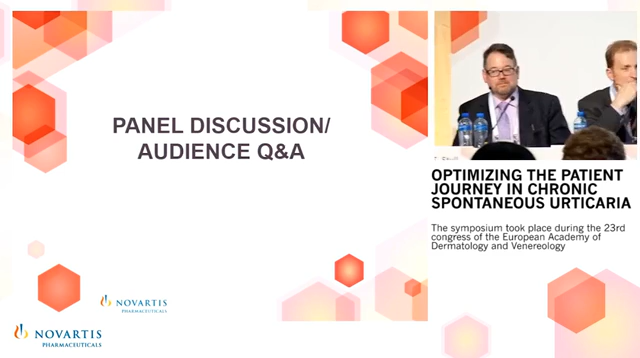 PANEL DISCUSSION/
AUDIENCE Q&A
OPTIMIZING THE PATIENT
JOURNEY IN CHRONIC
SPONTANEOUS URTICARIA
The symposium took place during the 23rd
congress of the European Academy of
Dermatology and Venereology
NOVARTIS
PHARMACEUTICALS
NOVARTIS
PHARMACEUTICALS